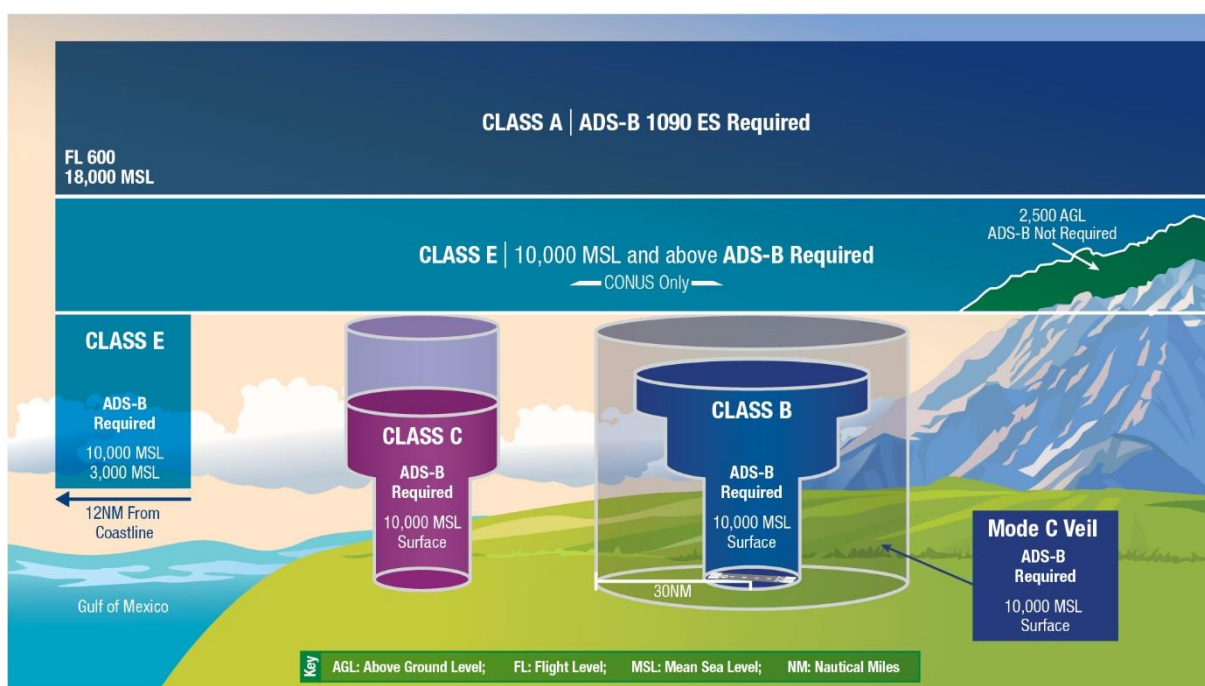 CLASS A | ADS-B 1090 ES Required
FL 600
18,000 MSL
2,500 AGL
ADS-B Not Required
CLASS E | 10,000 MSL and above ADS-B Required
CONUS Only
CLASS E
ADS-B
Required
10,000 MSL
3,000 MSL
12NM From
Coastline
Gulf of Mexico
CLASS C
ADS-B
Required
10,000 MSL
Surface
CLASS B
ADS-B
Required
10,000 MSL
Surface
30NM
Mode C Veil
ADS-B
Required
10,000 MSL
Surface
Key
AGL: Above Ground Level; FL: Flight Level; MSL: Mean Sea Level; NM: Nautical Miles